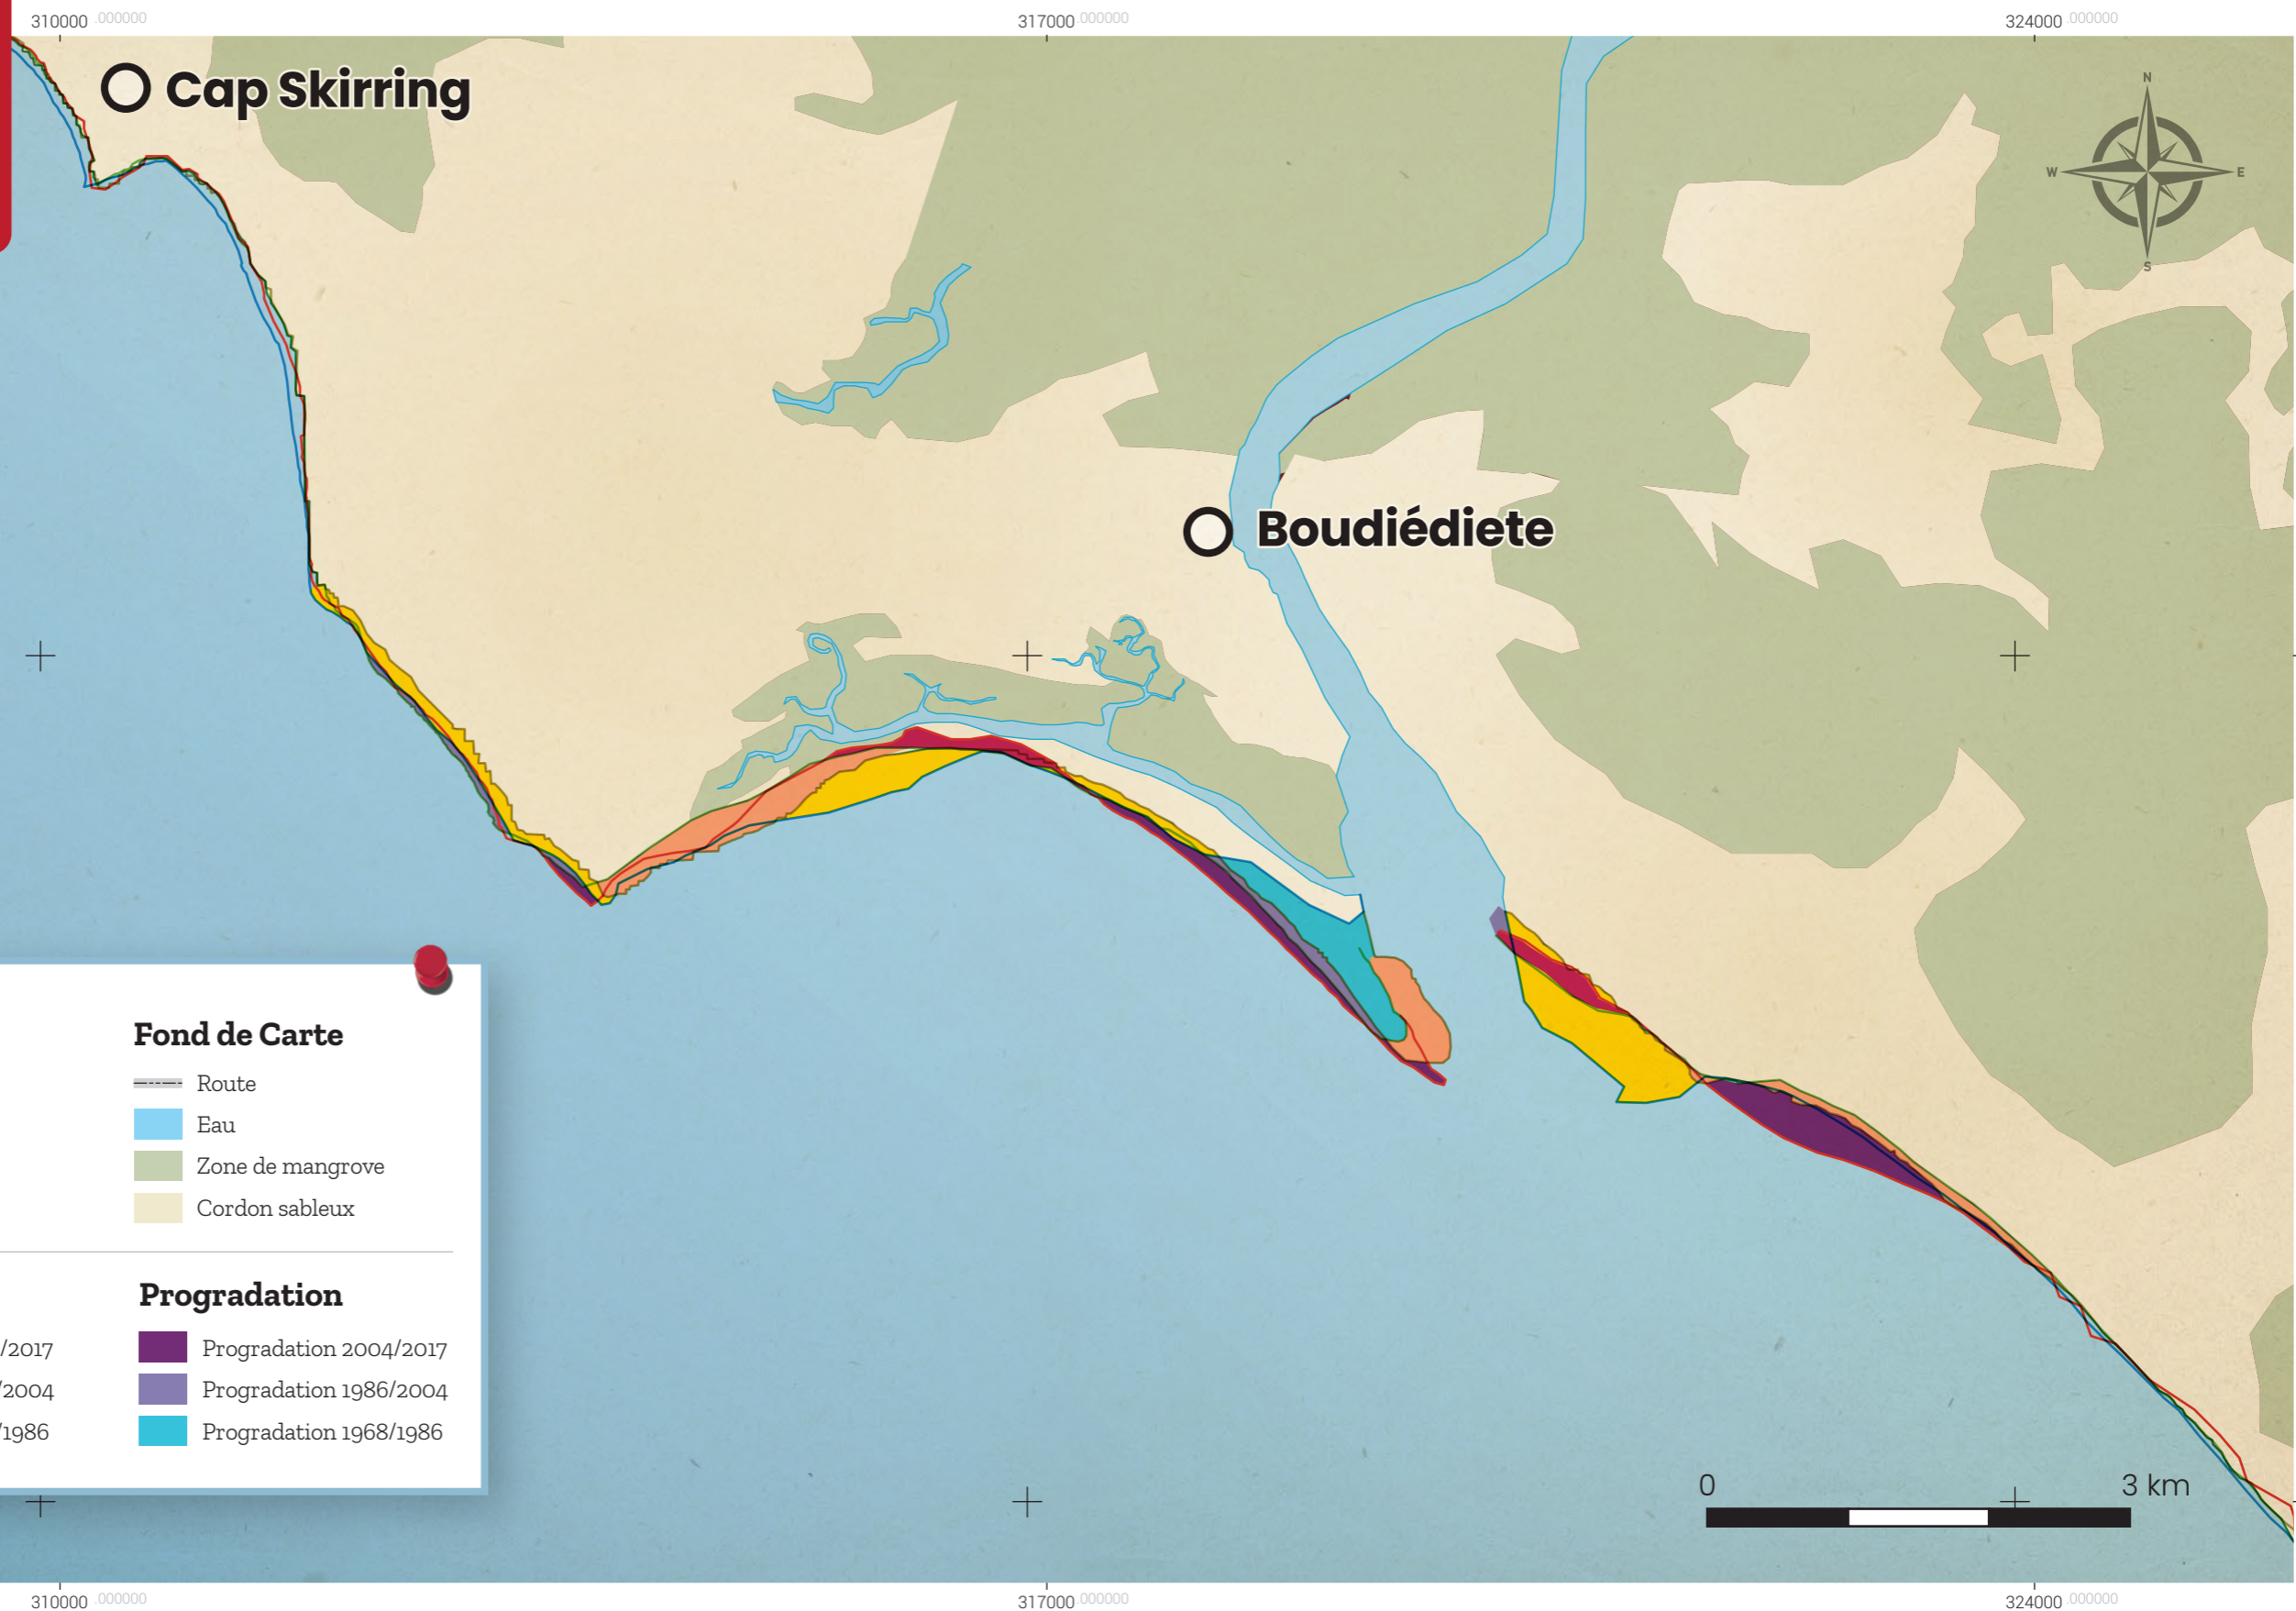 310000 .000000 317000 .000000 324000 .000000
Cap Skirring
N
W E
S
Boudiédiete
Fond de Carte
Route
Eau
Zone de mangrove
Cordon sableux
Progradation
/2017 Progradation 2004/2017
/2004 Progradation 1986/2004
/1986 Progradation 1968/1986
0 3 km
310000 .000000 317000 .000000 324000 .000000